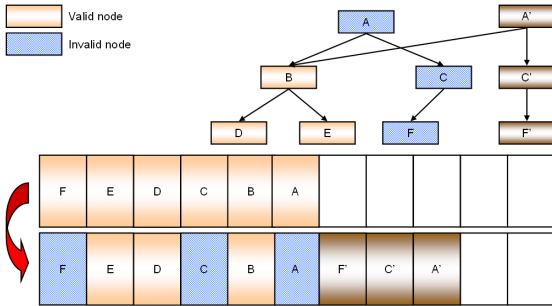 Valid node
Invalid node
A A'
B C C'
D E F F'
F E D C B A
F E D C B A F' C' A'